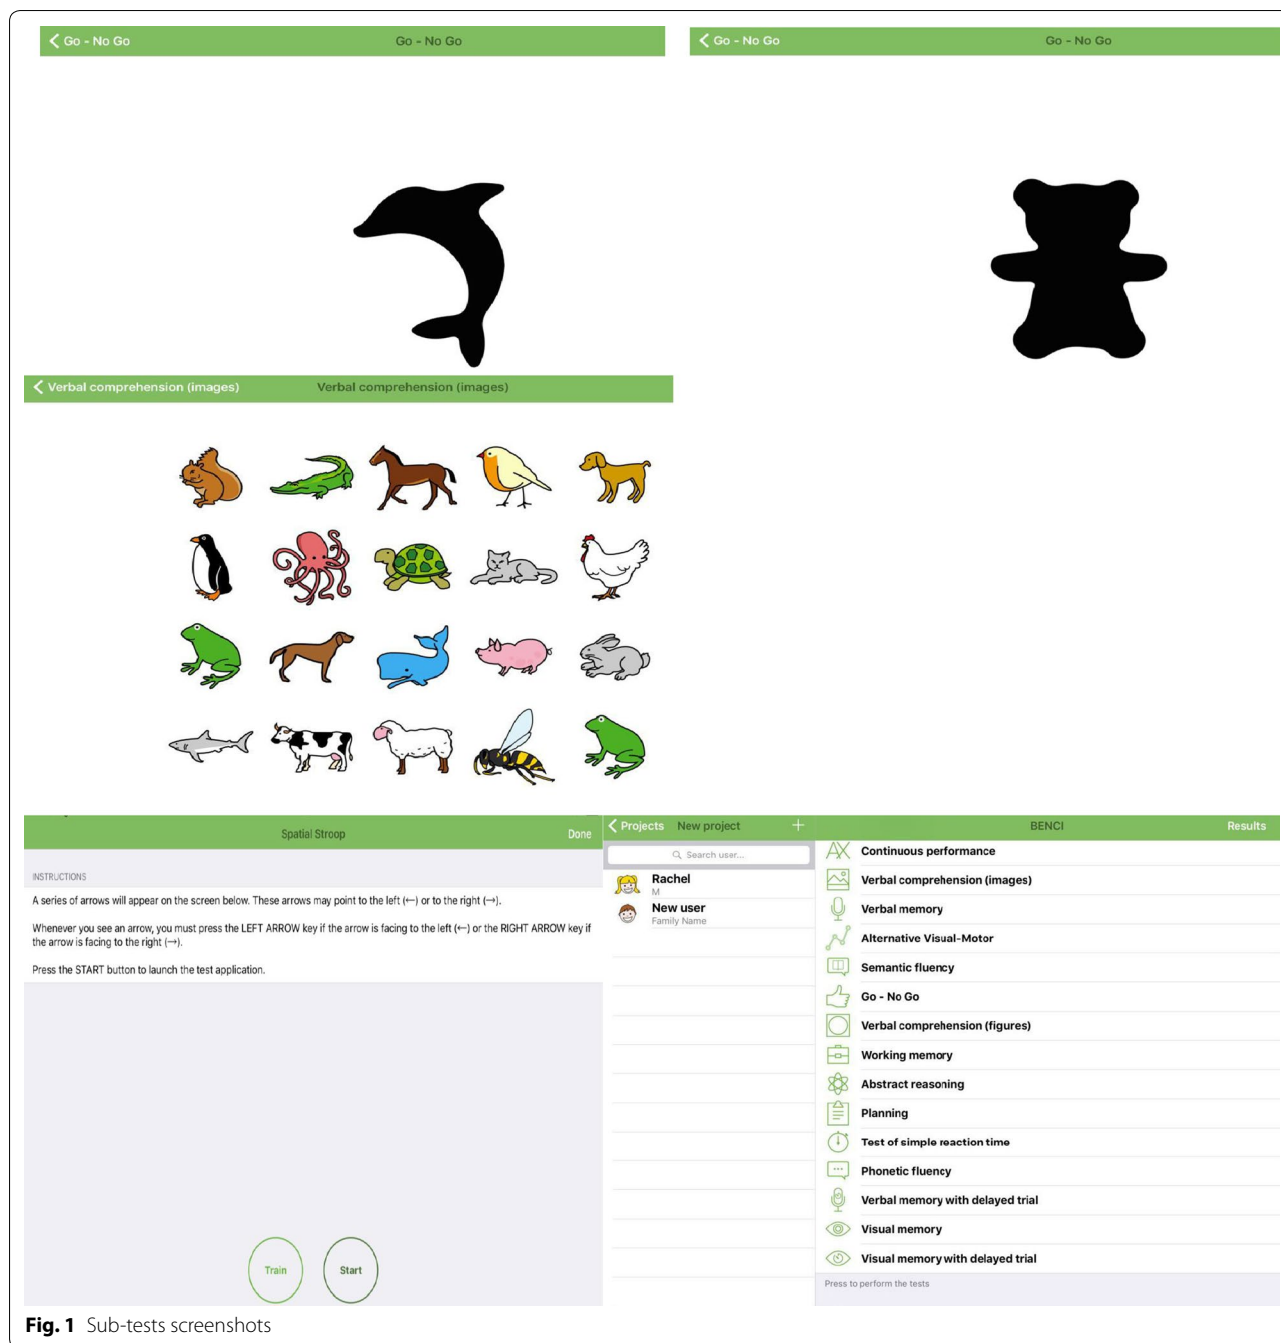 Go - No Go
Go - No Go
Go - No Go
Go - No Go
Verbal comprehension (images)
Verbal comprehension (images)
Spatial Stroop
Done
INSTRUCTIONS
A series of arrows will appear on the screen below. These arrows may point to the left (←) or to the right (→).
Whenever you see an arrow, you must press the LEFT ARROW key if the arrow is facing to the left (←) or the RIGHT ARROW key if
the arrow is facing to the right (→).
Press the START button to launch the test application.
Train
Start
Projects
New project
+
Search user...
Rachel
M
New user
Family Name
BENCI
Results
AX Continuous performance
Verbal comprehension (images)
Verbal memory
Alternative Visual-Motor
Semantic fluency
Go - No Go
Verbal comprehension (figures)
Working memory
Abstract reasoning
Planning
Test of simple reaction time
Phonetic fluency
Verbal memory with delayed trial
Visual memory
Visual memory with delayed trial
Press to perform the tests
Fig. 1 Sub-tests screenshots